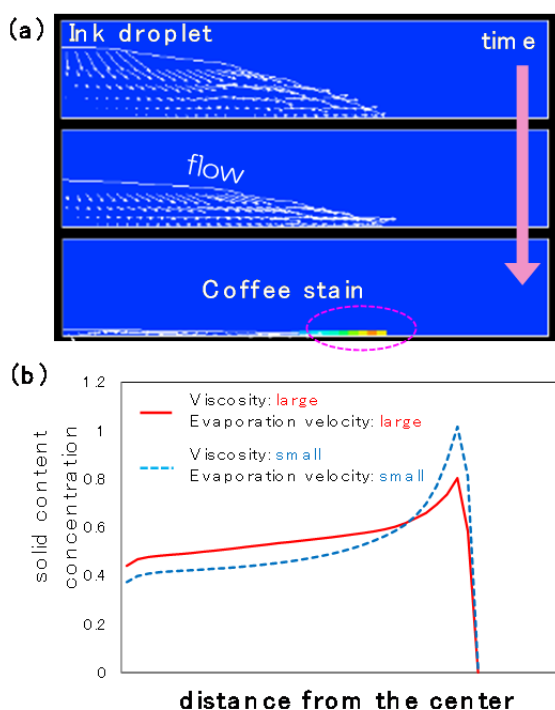 (a)
Ink droplet
time
flow
Coffee stain
(b)
1.2
1
0.8
0.6
0.4
0.2
0
solid content
concentration
Viscosity: large
Evaporation velocity: large
Viscosity: small
Evaporation velocity: small
distance from the center